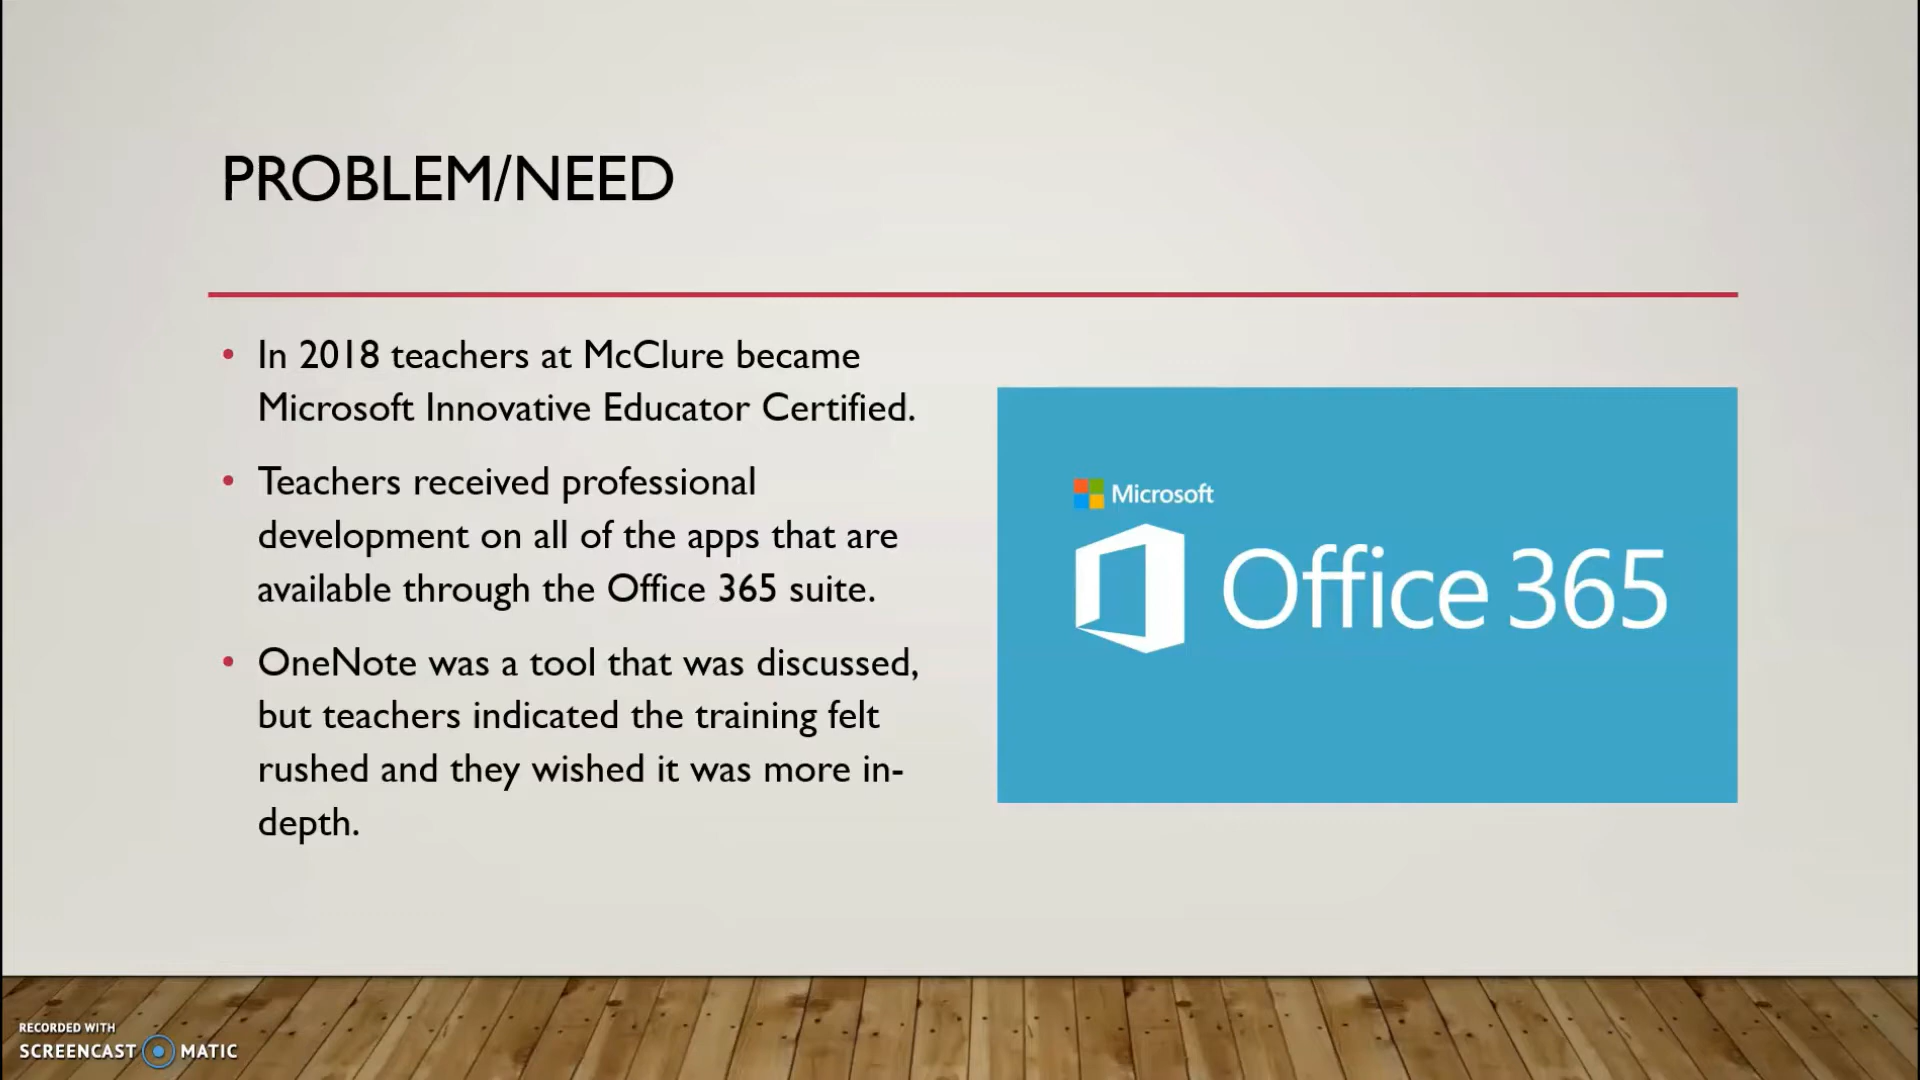 PROBLEM/NEED
• In 2018 teachers at McClure became
Microsoft Innovative Educator Certified.
• Teachers received professional
development on all of the apps that are
available through the Office 365 suite.
• OneNote was a tool that was discussed,
but teachers indicated the training felt
rushed and they wished it was more in-
depth.
Microsoft
Office 365
RECORDED WITH
SCREENCAST MATIC